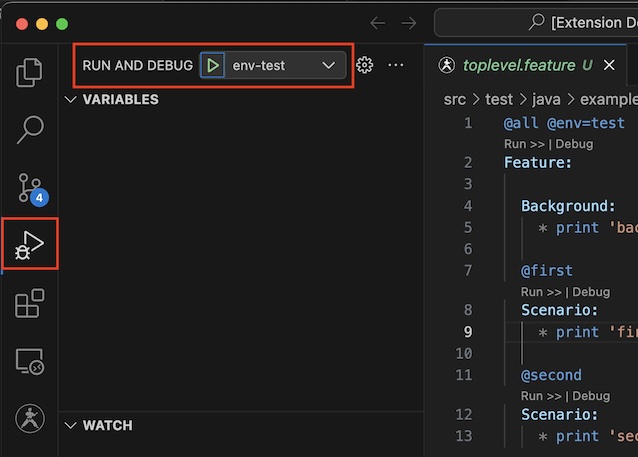 [Extension De
RUN AND DEBUG env-test
VARIABLES
4
WATCH
toplevel.feature U
src > test > java > example
1 @all @env=test
Run >> | Debug
2 Feature:
3
4 Background:
5 * print 'bac
6
7 @first
Run >> | Debug
8 Scenario:
9 * print 'fir
10
11 @second
Run >> | Debug
12 Scenario:
13 * print 'sec